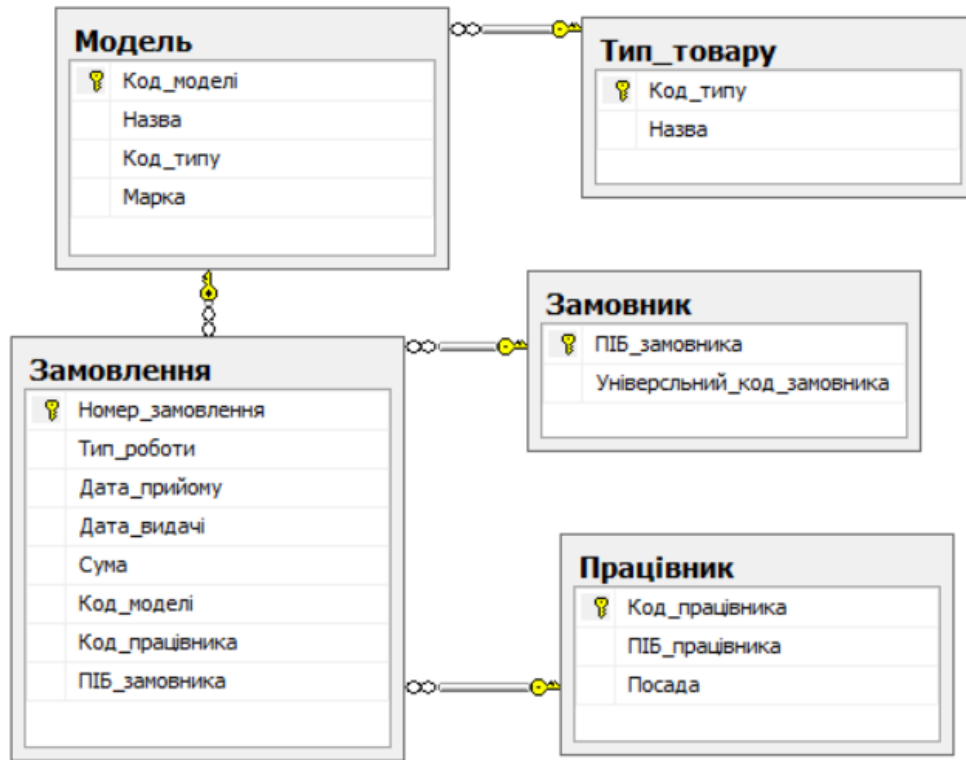 Модель
Код_моделі
Назва
Код_типу
Марка
Тип_товару
Код_типу
Назва
Замовник
ПІБ_замовника
Універсльний_код_замовника
Замовлення
Номер_замовлення
Тип_роботи
Дата_прийому
Дата_видачі
Сума
Код_моделі
Код_працівника
ПІБ_замовника
Працівник
Код_працівника
ПІБ_працівника
Посада